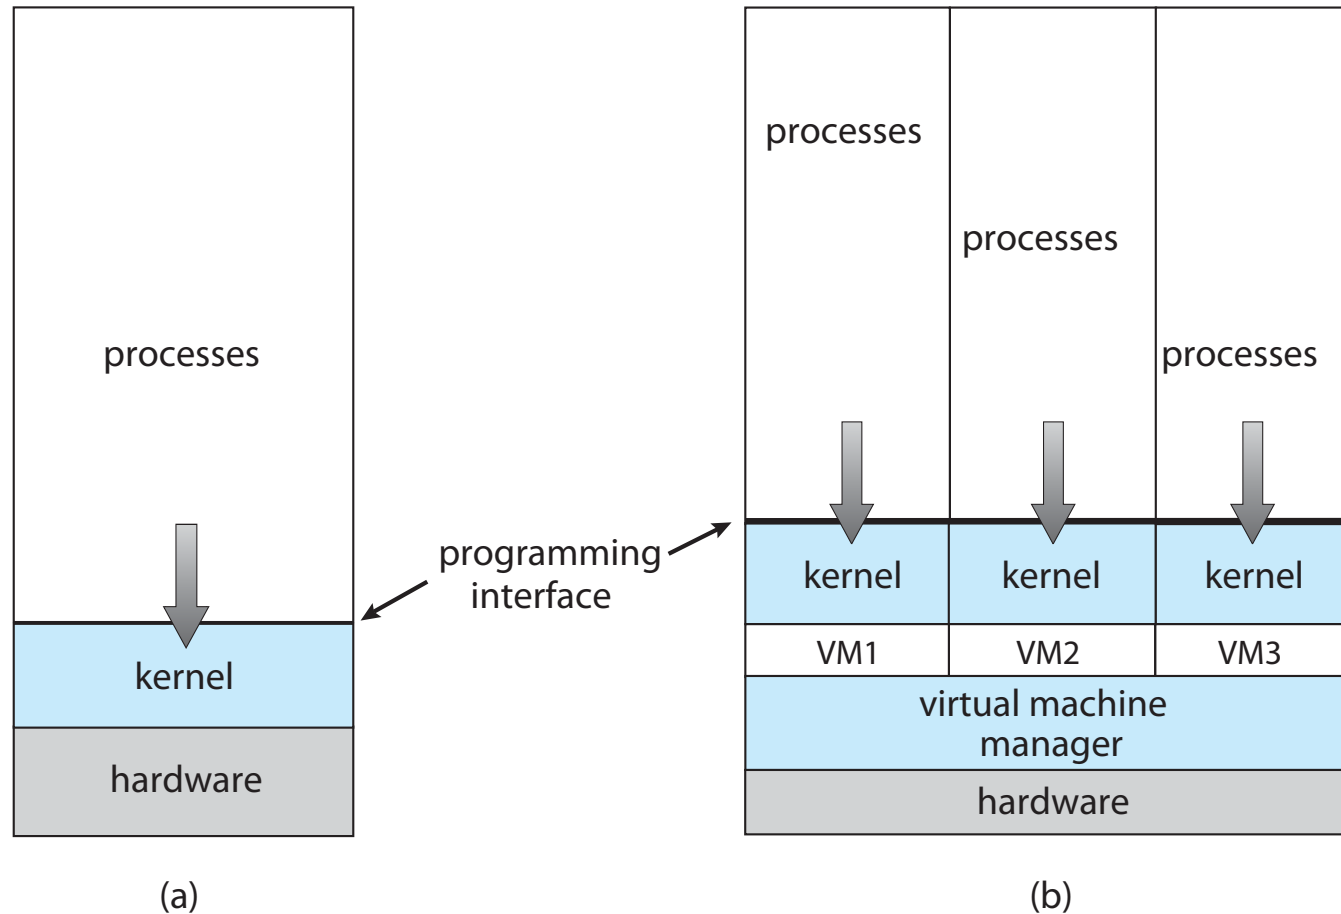 processes
kernel
hardware
(a)
programming
interface
processes
processes
processes
kernel
kernel
kernel
VM1
VM2
VM3
virtual machine
manager
hardware
(b)